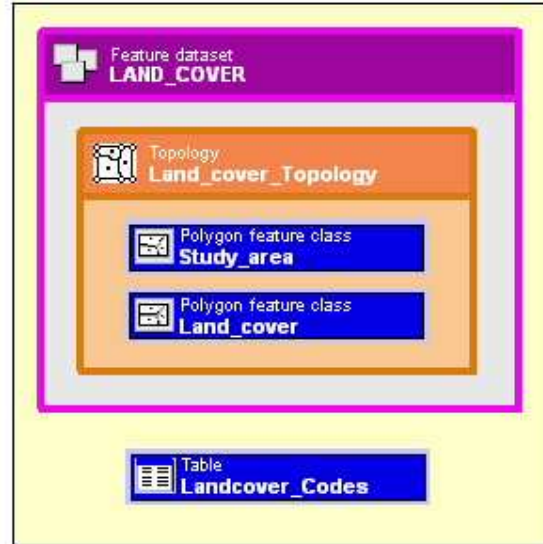 Feature dataset
LAND_COVER
Topology
Land_cover_Topology
Polygon feature class
Study_area
Polygon feature class
Land_cover
Table
Landcover_Codes